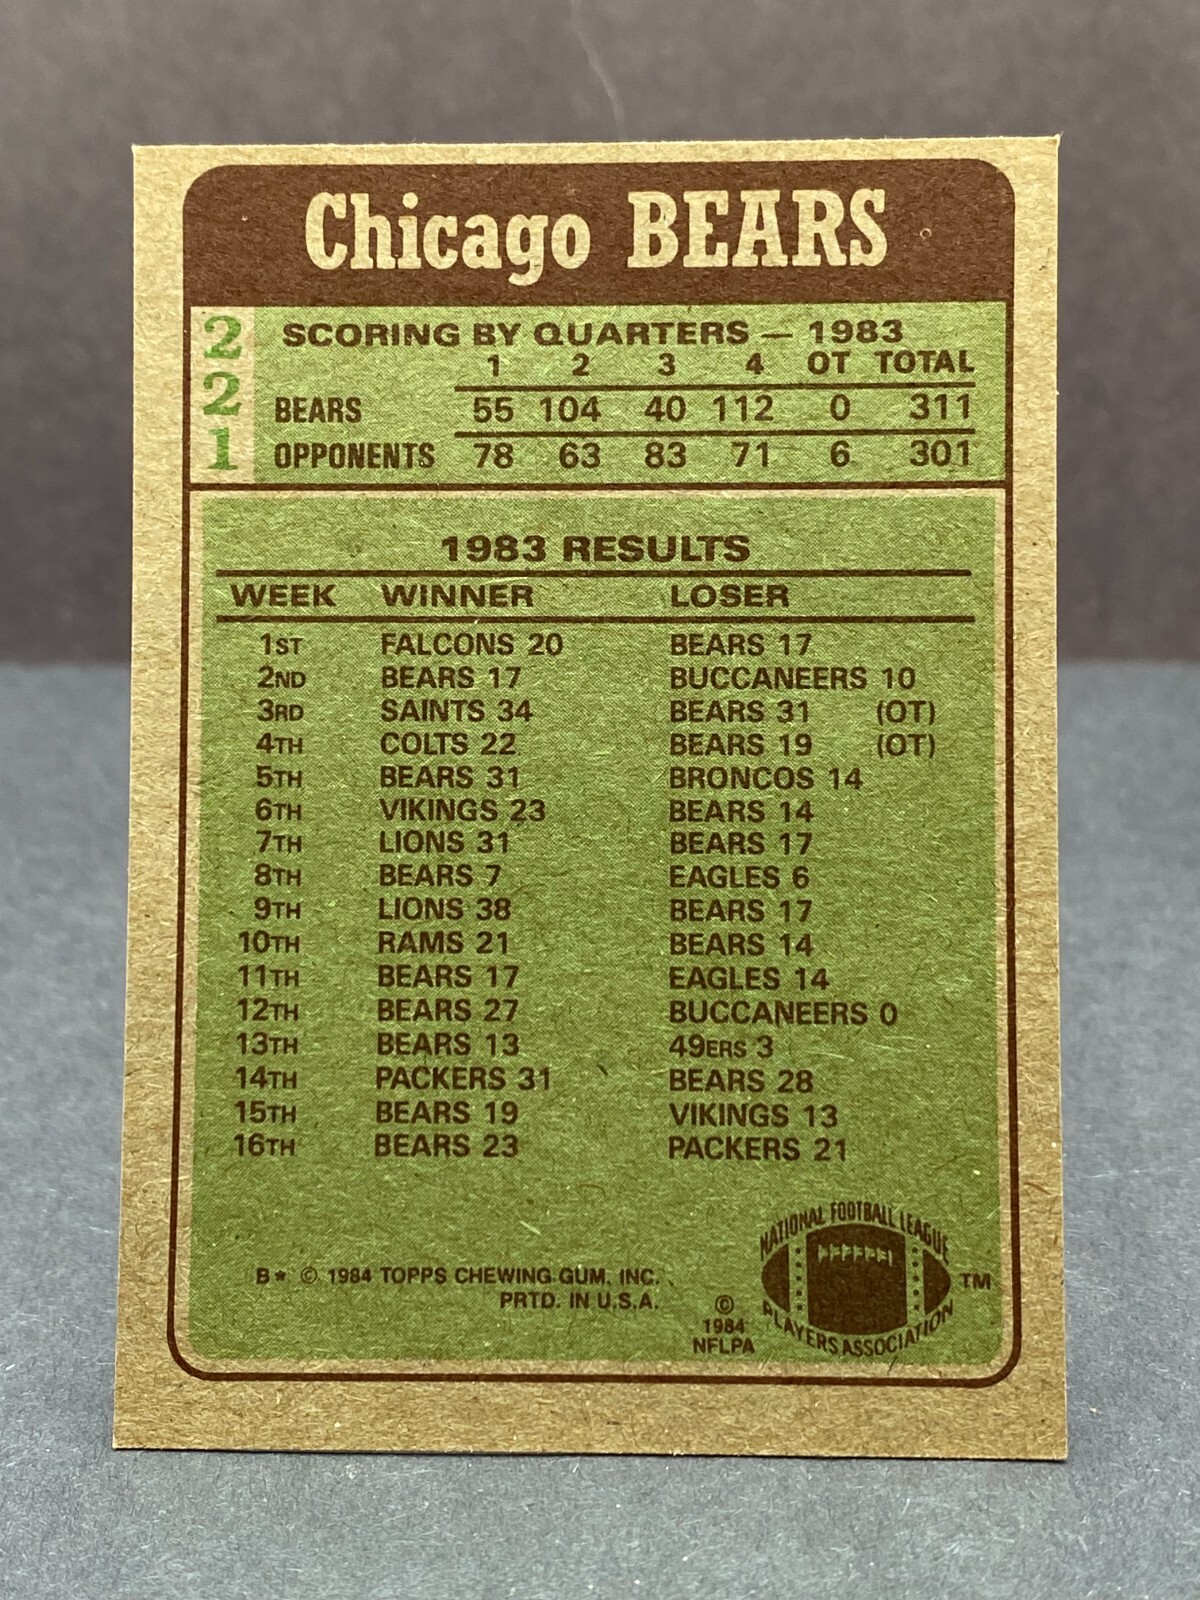 Chicago BEARS
2
2
1
SCORING BY QUARTERS — 1983
1 2 3 4 OT TOTAL
BEARS 55 104 40 112 0 311
OPPONENTS 78 63 83 71 6 301
1983 RESULTS
WEEK WINNER LOSER
1ST FALCONS 20 BEARS 17
2ND BEARS 17 BUCCANEERS 10
3RD SAINTS 34 BEARS 31 (OT)
4TH COLTS 22 BEARS 19 (OT)
5TH BEARS 31 BRONCOS 14
6TH VIKINGS 23 BEARS 14
7TH LIONS 31 BEARS 17
8TH BEARS 7 EAGLES 6
9TH LIONS 38 BEARS 17
10TH RAMS 21 BEARS 14
11TH BEARS 17 EAGLES 14
12TH BEARS 27 BUCCANEERS 0
13TH BEARS 13 49ERS 3
14TH PACKERS 31 BEARS 28
15TH BEARS 19 VIKINGS 13
16TH BEARS 23 PACKERS 21
B* © 1984 TOPPS CHEWING GUM, INC.
PRTD. IN U.S.A.
©
1984
NFLPA
NATIONAL FOOTBALL LEAGUE
PLAYERS ASSOCIATION
TM